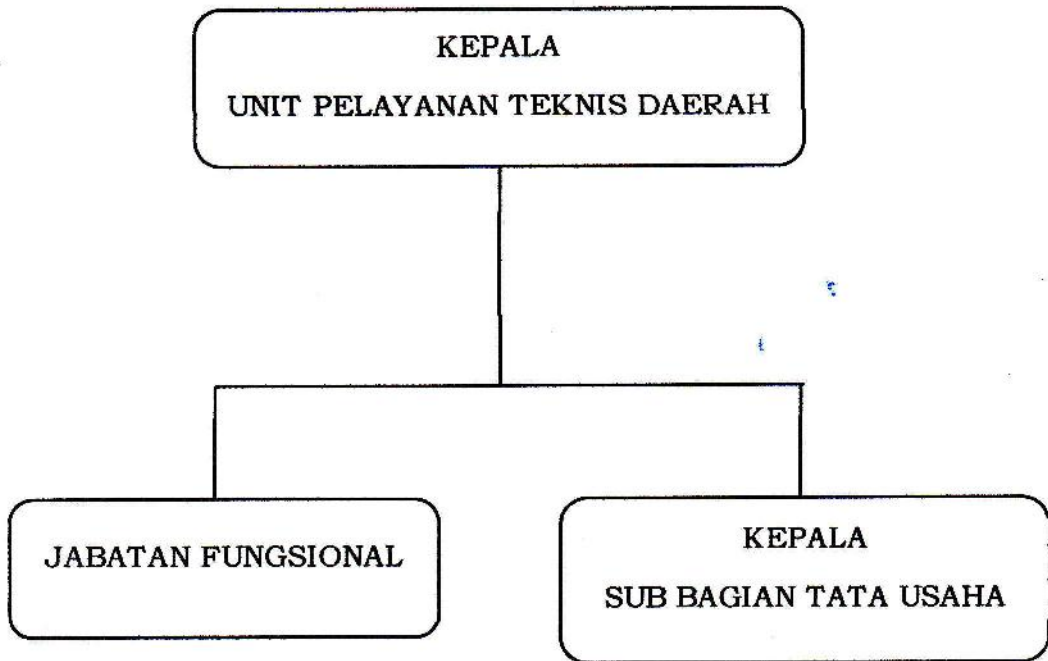 KEPALA
UNIT PELAYANAN TEKNIS DAERAH
JABATAN FUNGSIONAL
KEPALA
SUB BAGIAN TATA USAHA